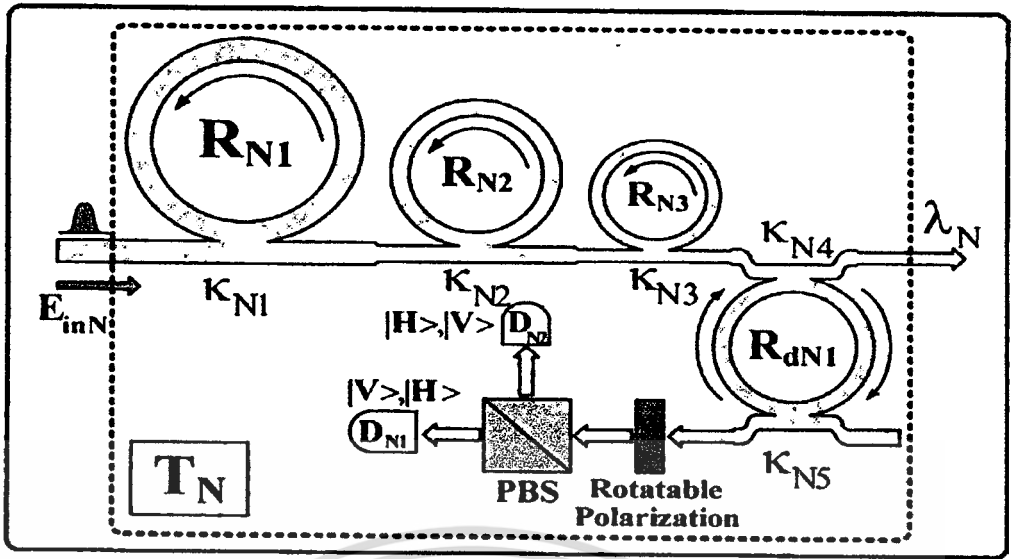 R_N1
R_N2
R_N3
λ_N
κ_N4
κ_N1
κ_N2
κ_N3
E_inN
|H>,|V> D_N2
R_dN1
|V>,|H>
D_N1
T_N
PBS
Rotatable
Polarization
κ_N5